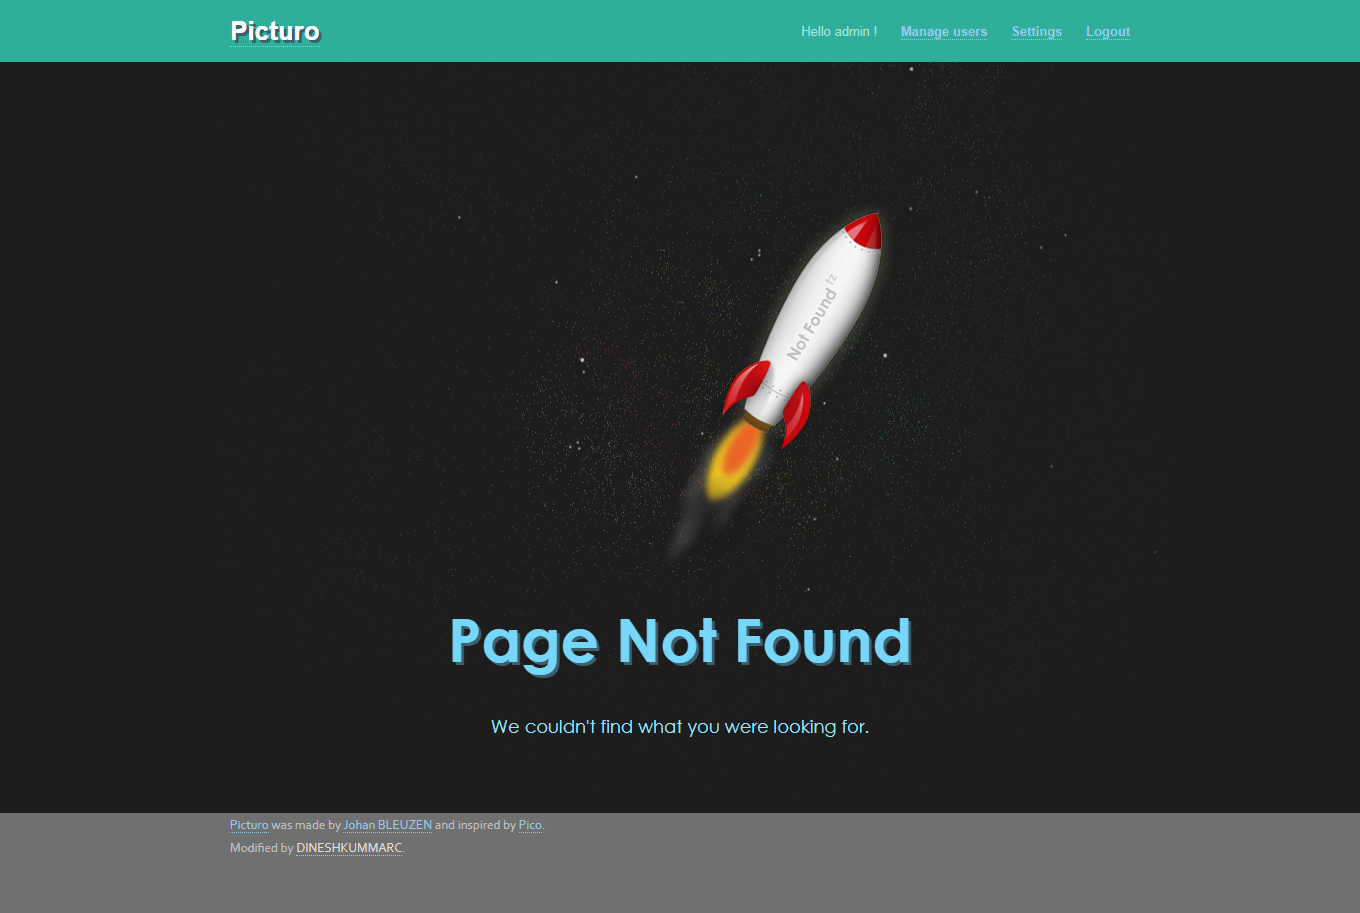 Picturo
Hello admin ! Manage users Settings Logout
Not Found
Page Not Found
We couldn't find what you were looking for.
Picturo was made by Johan BLEUZEN and inspired by Pico.
Modified by DINESHKUMMARC.